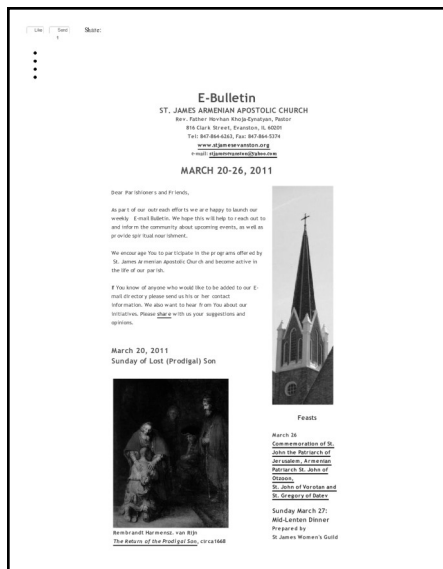 Like
Send
Share:
E-Bulletin
ST. JAMES ARMENIAN APOSTOLIC CHURCH
Rev. Father Hovhan Khoja-Eynatyan, Pastor
816 Clark Street, Evanston, IL 60201
Tel: 847-864-6263, Fax: 847-864-5374
www.stjamesevanston.org
e-mail:
MARCH 20-26, 2011
Dear Parishioners and Friends,
As part of our outreach efforts we are happy to launch our
weekly E-mail Bulletin. We hope this will help to reach out to
and inform the community about upcoming events, as well as
provide spiritual nourishment.
We encourage You to participate in the programs offered by
St. James Armenian Apostolic Church and become active in
the life of our parish.
If You know of anyone who would like to be added to our E-
mail directory please send us his or her contact
information. We also want to hear from You about our
initiatives. Please share with us your suggestions and
opinions.
March 20, 2011
Sunday of Lost (Prodigal) Son
Rembrandt Harmensz. van Rijn
The Return of the Prodigal Son, circa1668
Feasts
March 26
Commemoration of St.
John the Patriarch of
Jerusalem, Armenian
Patriarch St. John of
Otzoon,
St. John of Vorotan and
St. Gregory of Datev
Sunday March 27:
Mid-Lenten Dinner
Prepared by
St James Women's Guild